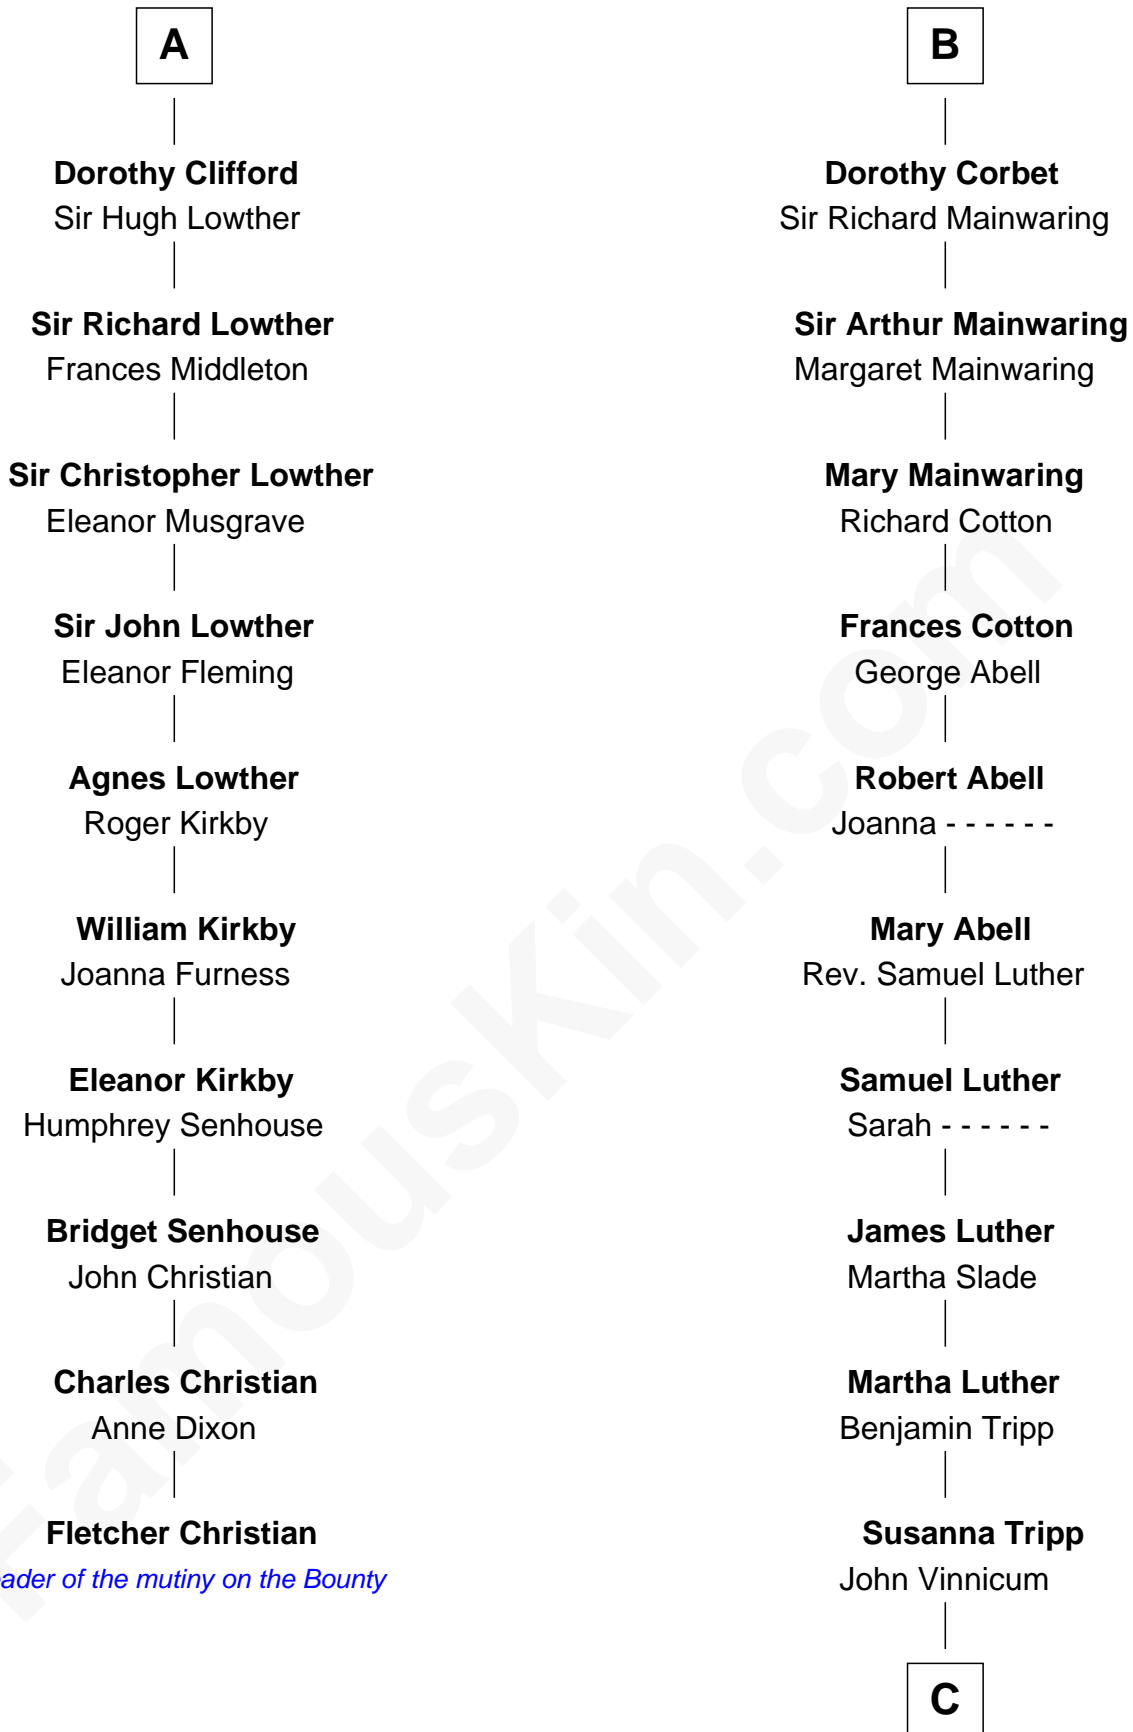 A
Dorothy Clifford
Sir Hugh Lowther
Sir Richard Lowther
Frances Middleton
Sir Christopher Lowther
Eleanor Musgrave
Sir John Lowther
Eleanor Fleming
Agnes Lowther
Roger Kirkby
William Kirkby
Joanna Furness
Eleanor Kirkby
Humphrey Senhouse
Bridget Senhouse
John Christian
Charles Christian
Anne Dixon
Fletcher Christian
ader of the mutiny on the Bounty
B
Dorothy Corbet
Sir Richard Mainwaring
Sir Arthur Mainwaring
Margaret Mainwaring
Mary Mainwaring
Richard Cotton
Frances Cotton
George Abell
Robert Abell
Joanna - - - - - -
Mary Abell
Rev. Samuel Luther
Samuel Luther
Sarah - - - - - -
James Luther
Martha Slade
Martha Luther
Benjamin Tripp
Susanna Tripp
John Vinnicum
C
FamousKin.com